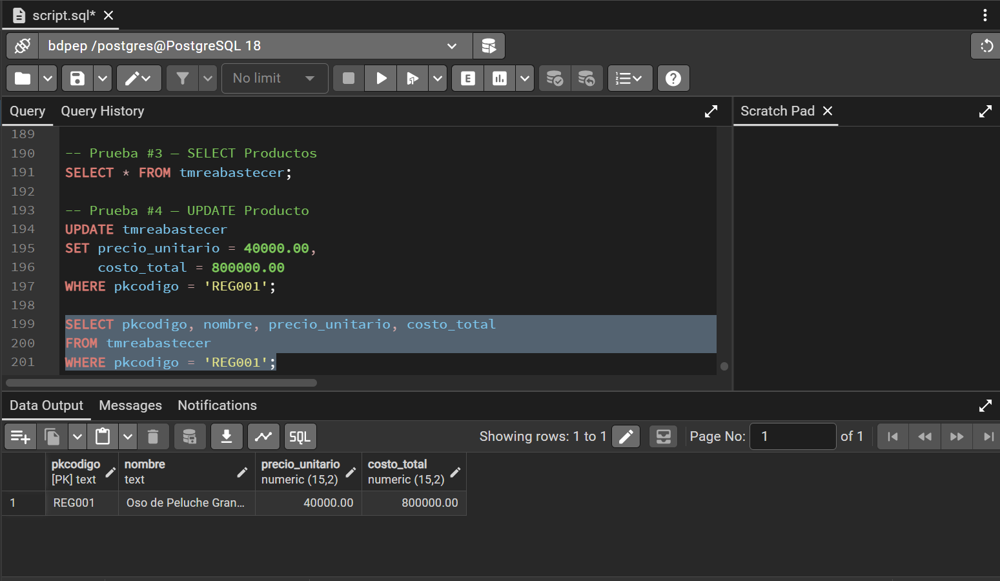 script.sql*
bdpep /postgres@PostgreSQL 18
No limit
E
Query Query History
Scratch Pad
189
190 -- Prueba #3 – SELECT Productos
191 SELECT * FROM tmreabastecer;
192
193 -- Prueba #4 – UPDATE Producto
194 UPDATE tmreabastecer
195 SET precio_unitario = 40000.00,
196 costo_total = 800000.00
197 WHERE pkcodigo = 'REG001';
198
199 SELECT pkcodigo, nombre, precio_unitario, costo_total
200 FROM tmreabastecer
201 WHERE pkcodigo = 'REG001';
Data Output Messages Notifications
SQL Showing rows: 1 to 1 Page No: 1 of 1
pkcodigo nombre precio_unitario costo_total
[PK] text text numeric (15,2) numeric (15,2)
1 REG001 Oso de Peluche Gran... 40000.00 800000.00